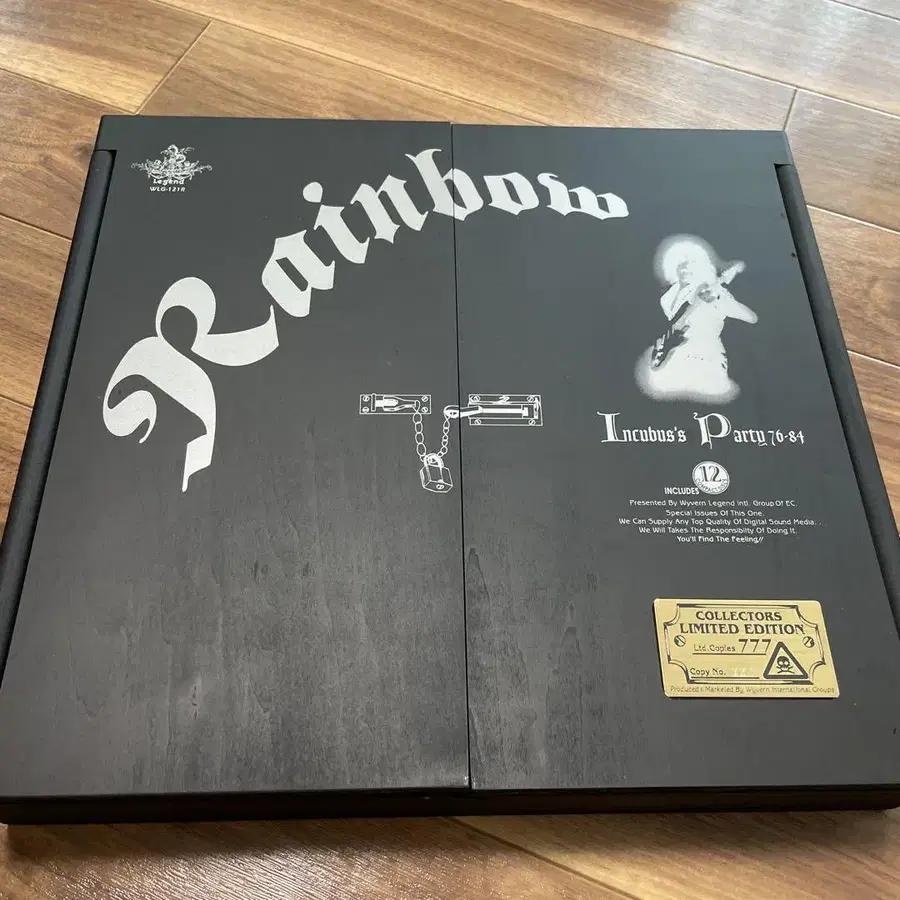 Legend
WLG-121R
Rainbow
Incubus's Party 76-84
INCLUDES 12
Presented By Wyvern Legend Intl. Group Of EC.
Special Issues Of This One.
We Can Supply Any Top Quality Of Digital Sound Media. . .
We Will Takes The Responsibility Of Doing It.
You'll Find The Feeling//
COLLECTORS
LIMITED EDITION
Ltd. Copies 777
Copy No.
Produced & Marketed By Wyvern International Groups